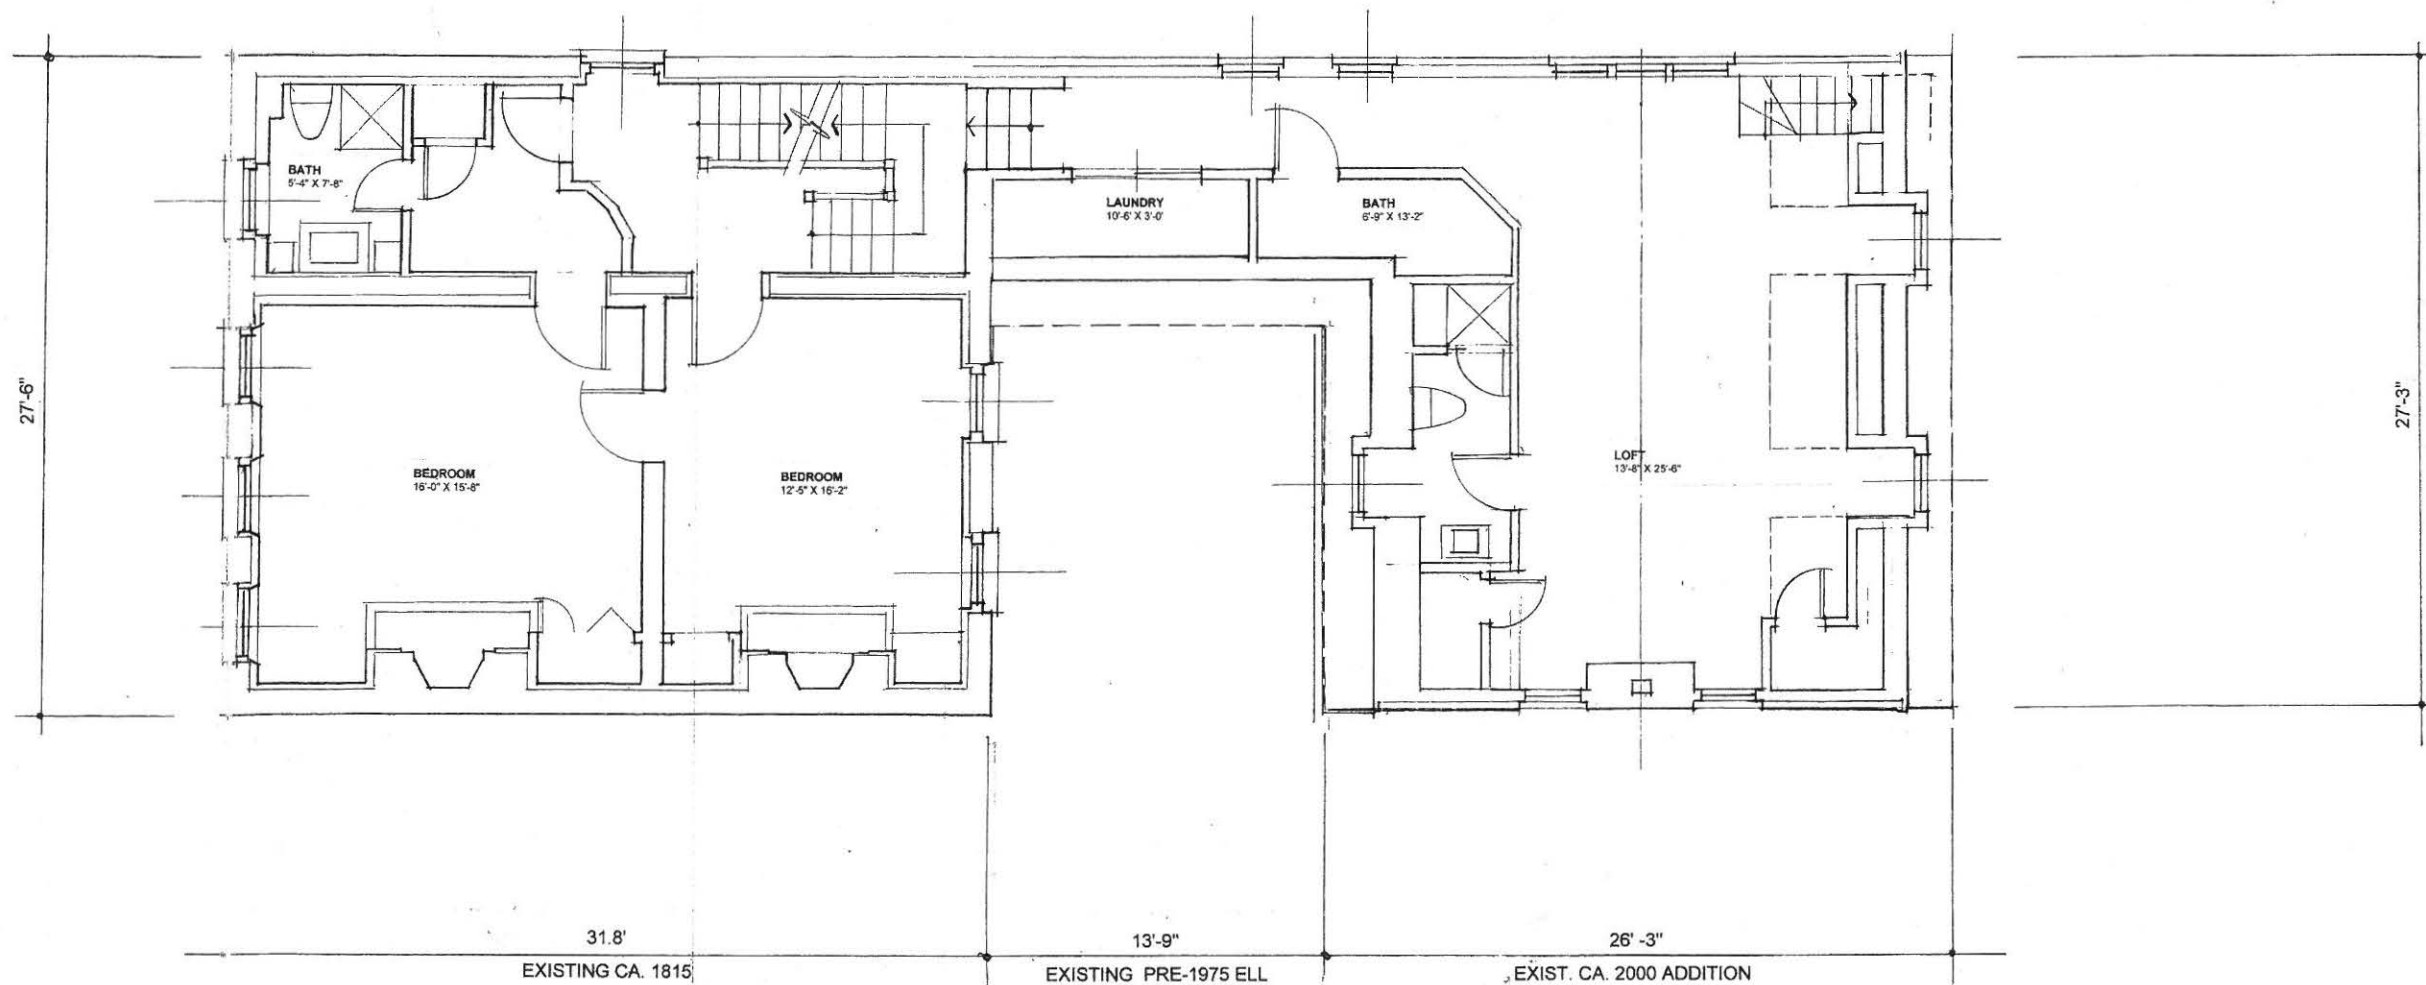 27'-6"
BATH
5'-4" X 7'-8"
LAUNDRY
10'-6' X 3'-0'
BATH
6'-9" X 13'-2"
27'-3"
BEDROOM
16'-0" X 15'-8"
BEDROOM
12'-5" X 16'-2"
LOFT
13'-8" X 25'-6"
31.8'
EXISTING CA. 1815
13'-9"
EXISTING PRE-1975 ELL
26' -3"
EXIST. CA. 2000 ADDITION